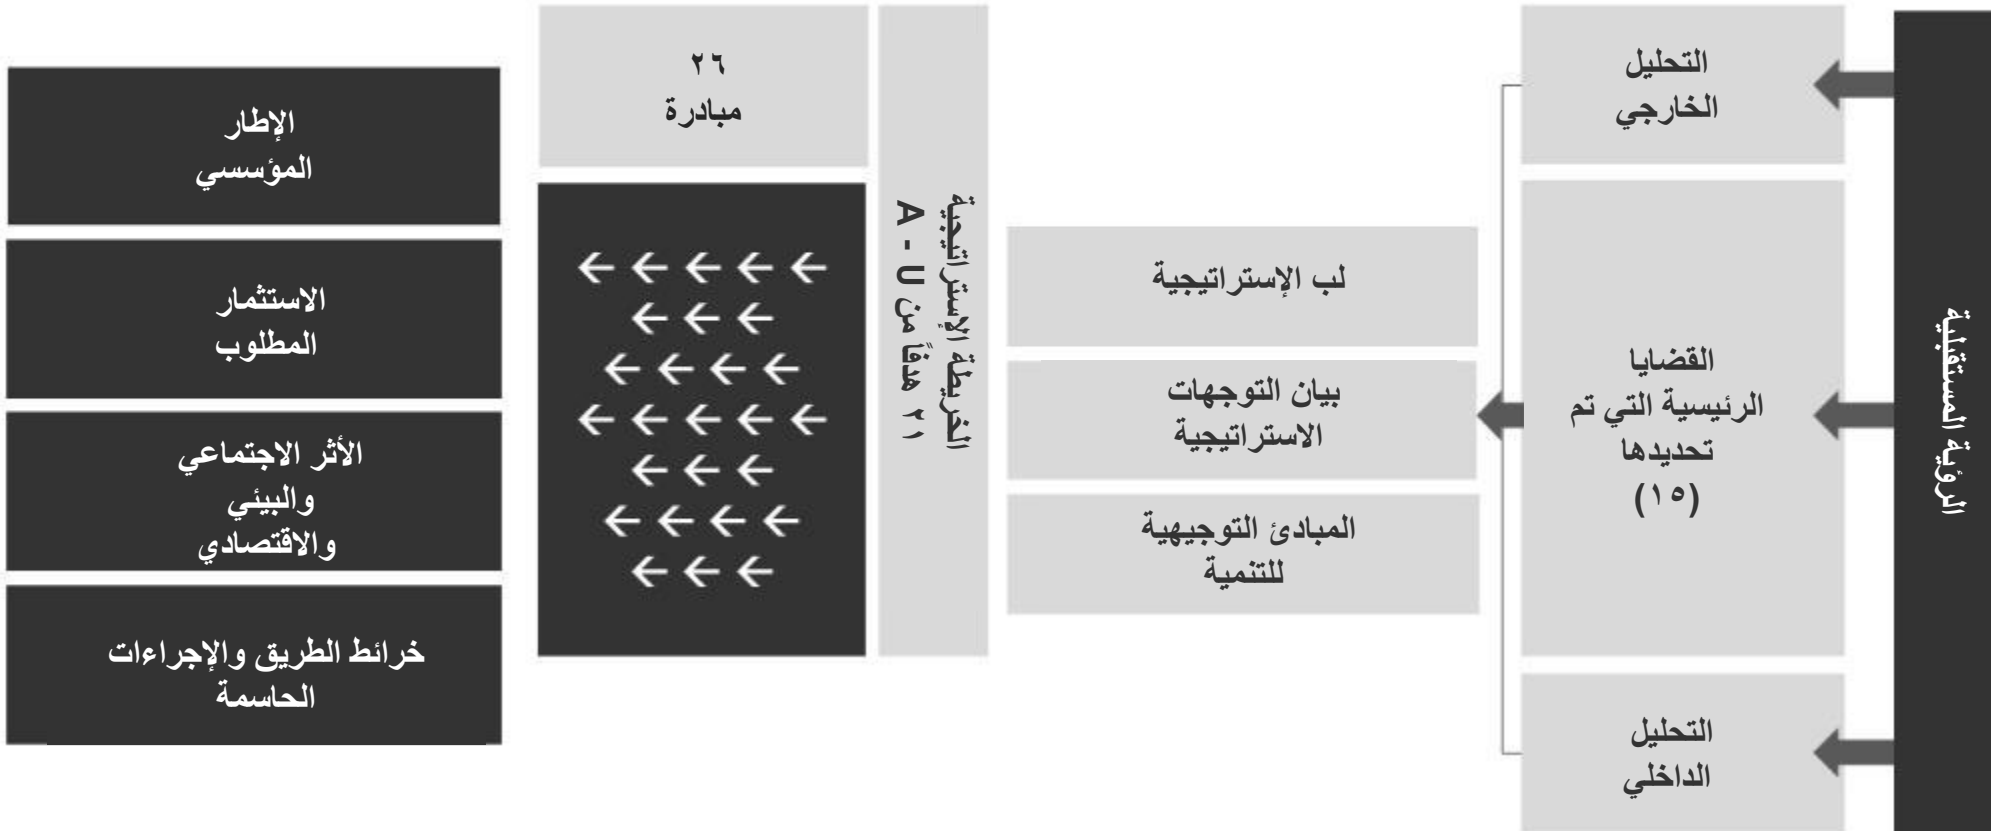 الرؤية المستقبلية
التحليل
الخارجي
القضايا
الرئيسية التي تم
تحديدها
(١٥)
التحليل
الداخلي
لب الإستراتيجية
بيان التوجهات
الاستراتيجية
المبادئ التوجيهية
للتنمية
الخريطة الإستراتيجية
٢١ هدفاً من A - U
٢٦
مبادرة
الإطار
المؤسسي
الاستثمار
المطلوب
الأثر الاجتماعي
والبيئي
والاقتصادي
خرائط الطريق والإجراءات
الحاسمة